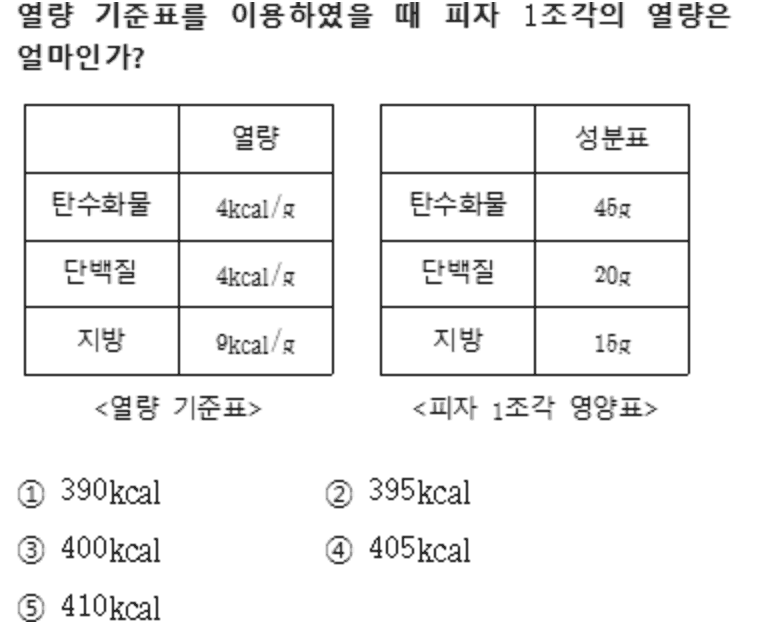 열량 기준표를 이용하였을 때 피자 1조각의 열량은
얼마인가?
열량
성분표
탄수화물 4kcal/g
탄수화물 45g
단백질 4kcal/g
단백질 20g
지방 9kcal/g
지방 15g
<열량 기준표>
<피자 1조각 영양표>
① 390kcal
② 395kcal
③ 400kcal
④ 405kcal
⑤ 410kcal